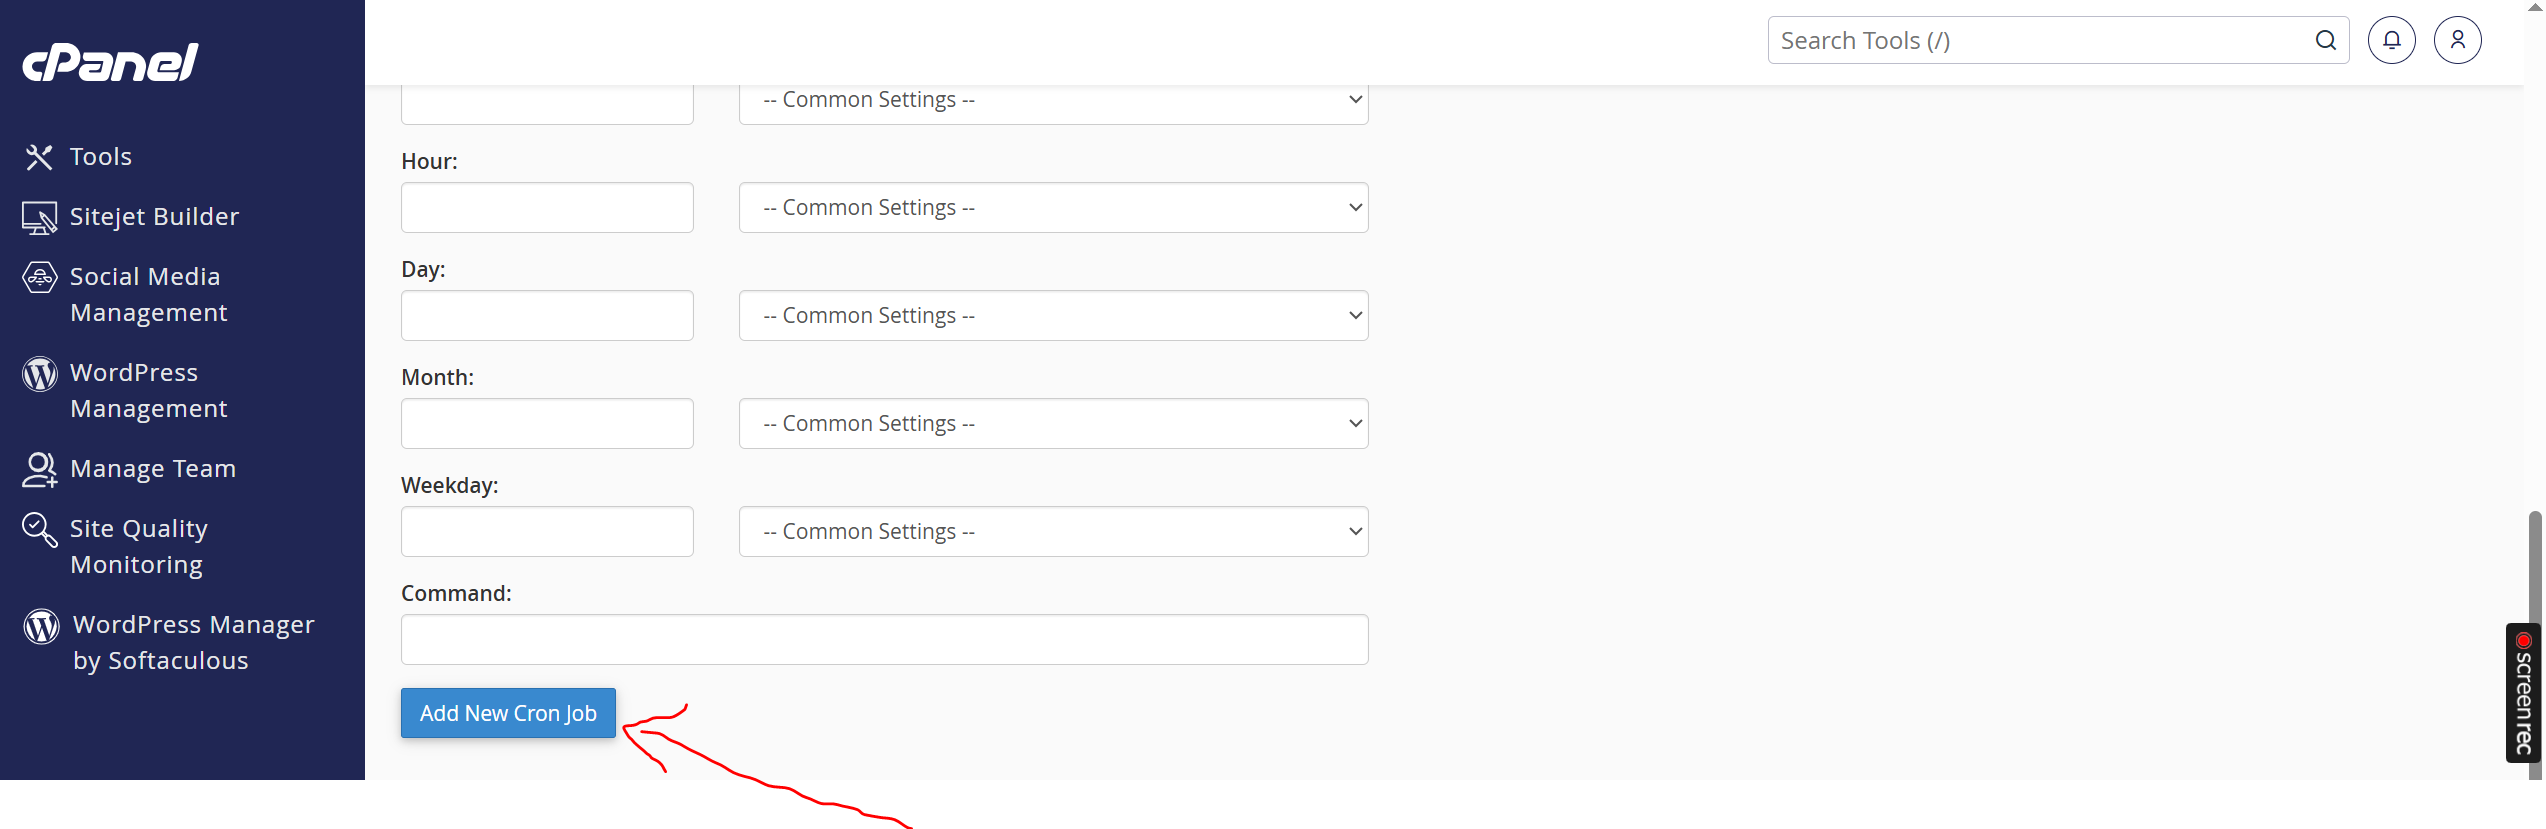 cPanel
Search Tools (/)
Tools
Sitejet Builder
Social Media
Management
WordPress
Management
Manage Team
Site Quality
Monitoring
WordPress Manager
by Softaculous
-- Common Settings --
Hour:
-- Common Settings --
Day:
-- Common Settings --
Month:
-- Common Settings --
Weekday:
-- Common Settings --
Command:
Add New Cron Job
screenrec